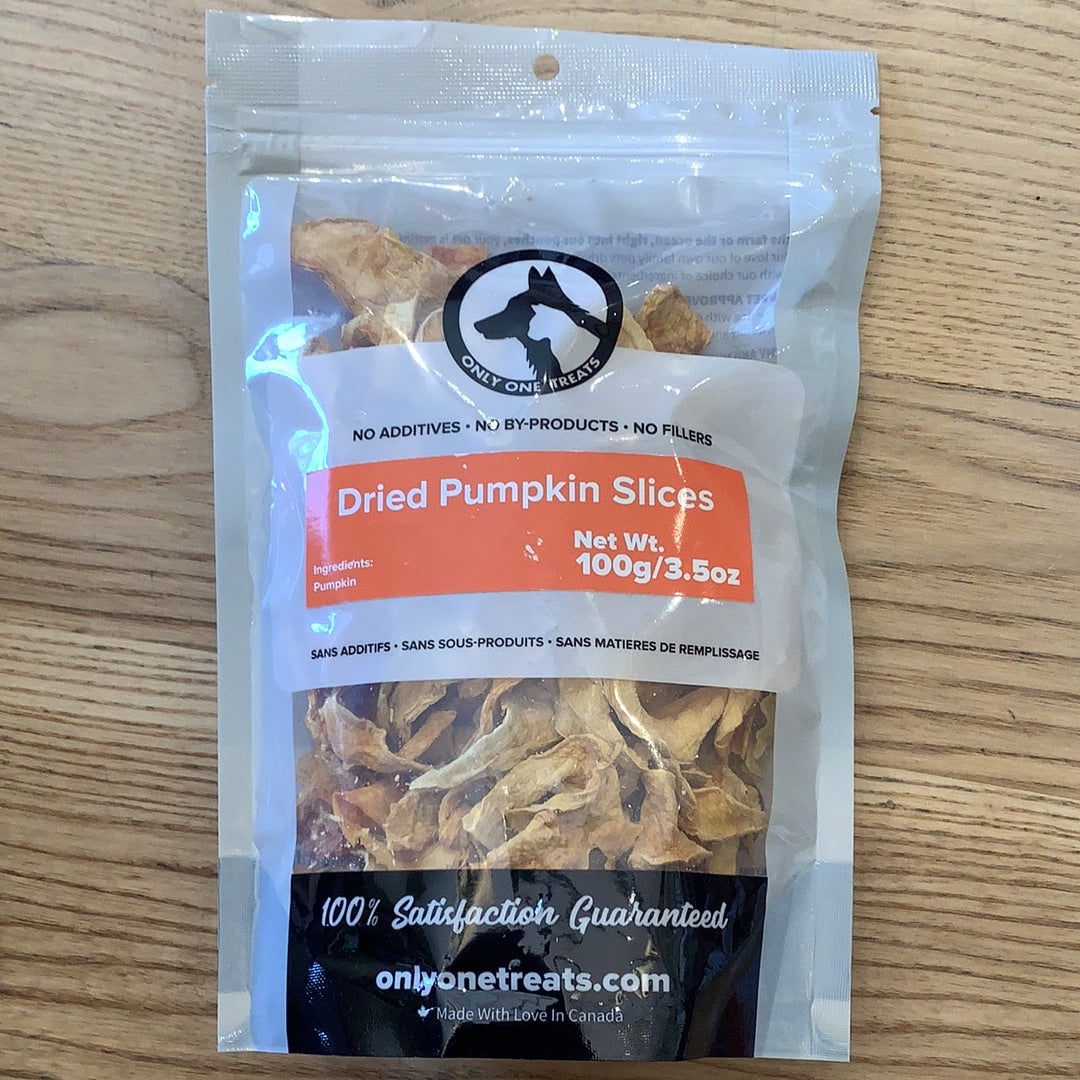 ONLY ONE TREATS
NO ADDITIVES • NO BY-PRODUCTS • NO FILLERS
Dried Pumpkin Slices
Net Wt.
100g/3.5oz
Ingredients:
Pumpkin
SANS ADDITIFS • SANS SOUS-PRODUITS • SANS MATIERES DE REMPLISSAGE
100% Satisfaction Guaranteed
onlyonetreats.com
Made With Love In Canada